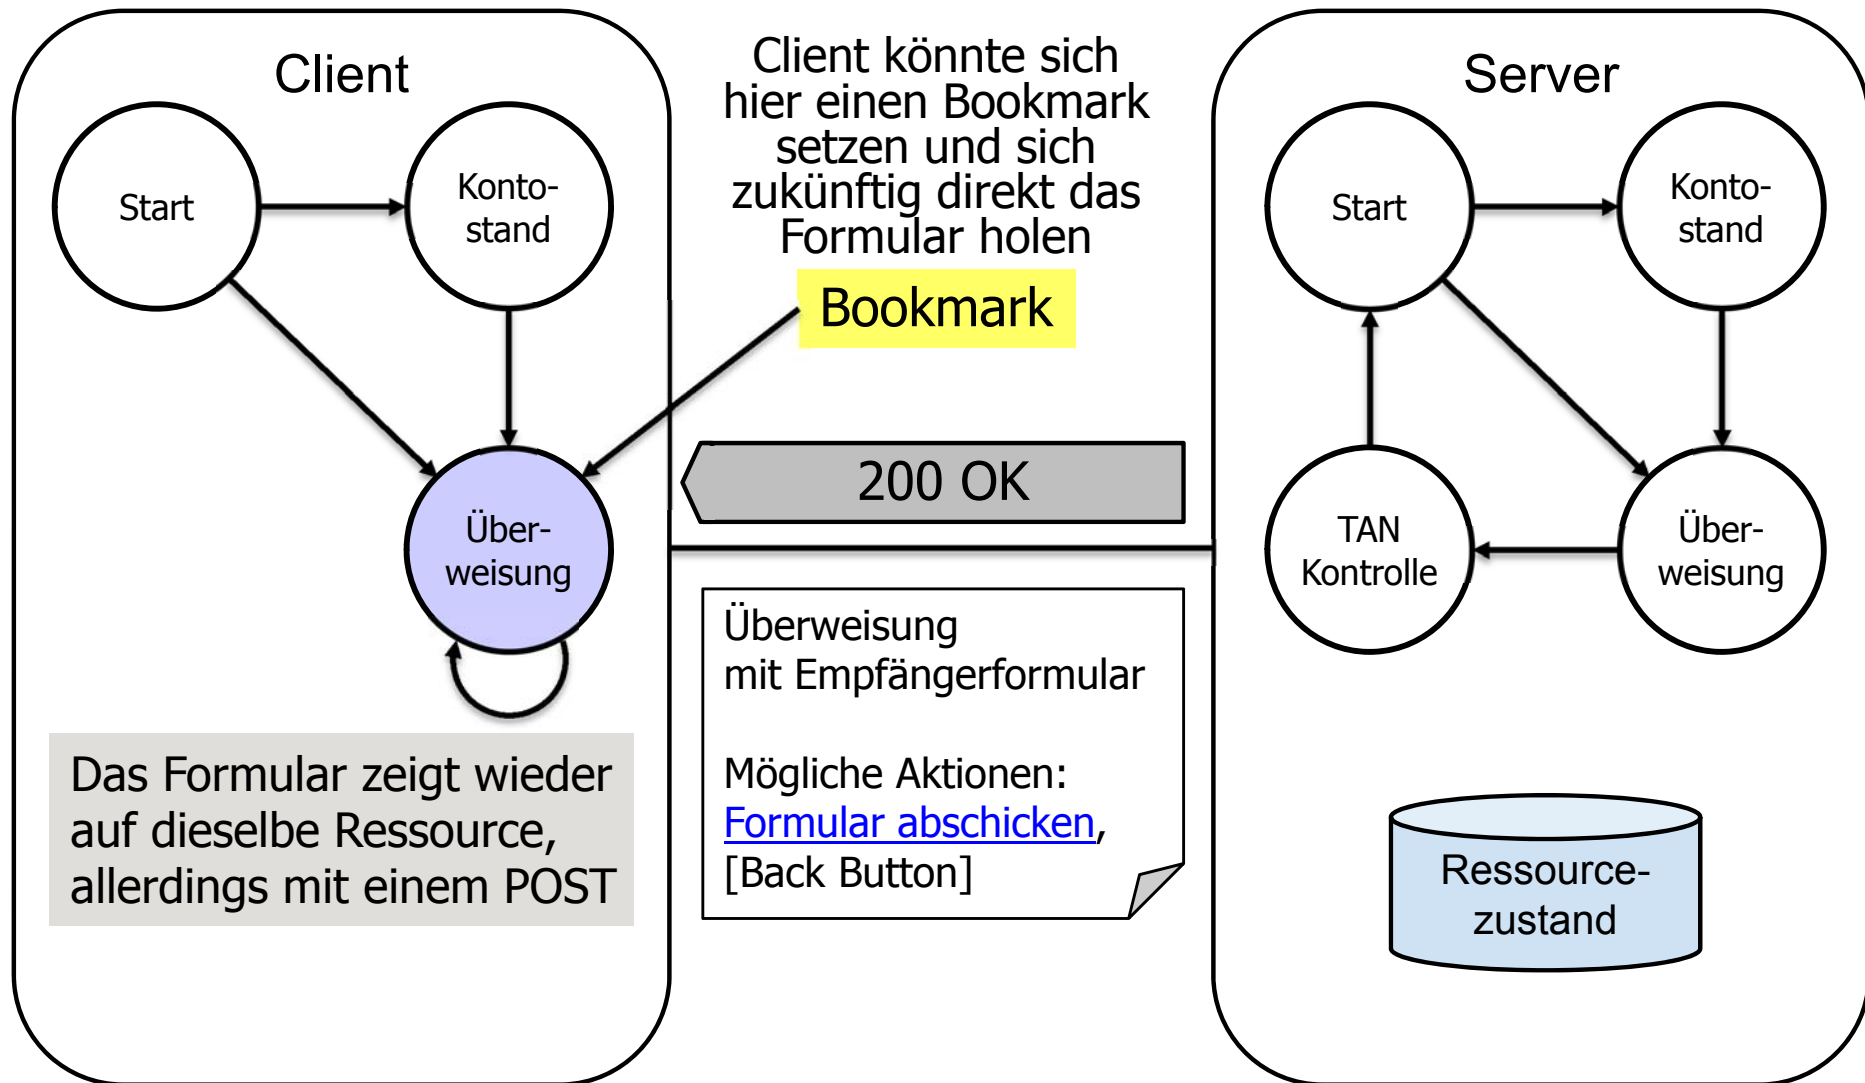 Client
Start
Konto-
stand
Über-
weisung
Das Formular zeigt wieder
auf dieselbe Ressource,
allerdings mit einem POST
Client könnte sich
hier einen Bookmark
setzen und sich
zukünftig direkt das
Formular holen
Bookmark
200 OK
Überweisung
mit Empfängerformular
Mögliche Aktionen:
Formular abschicken,
[Back Button]
Server
Start
Konto-
stand
TAN
Kontrolle
Über-
weisung
Ressource-
zustand